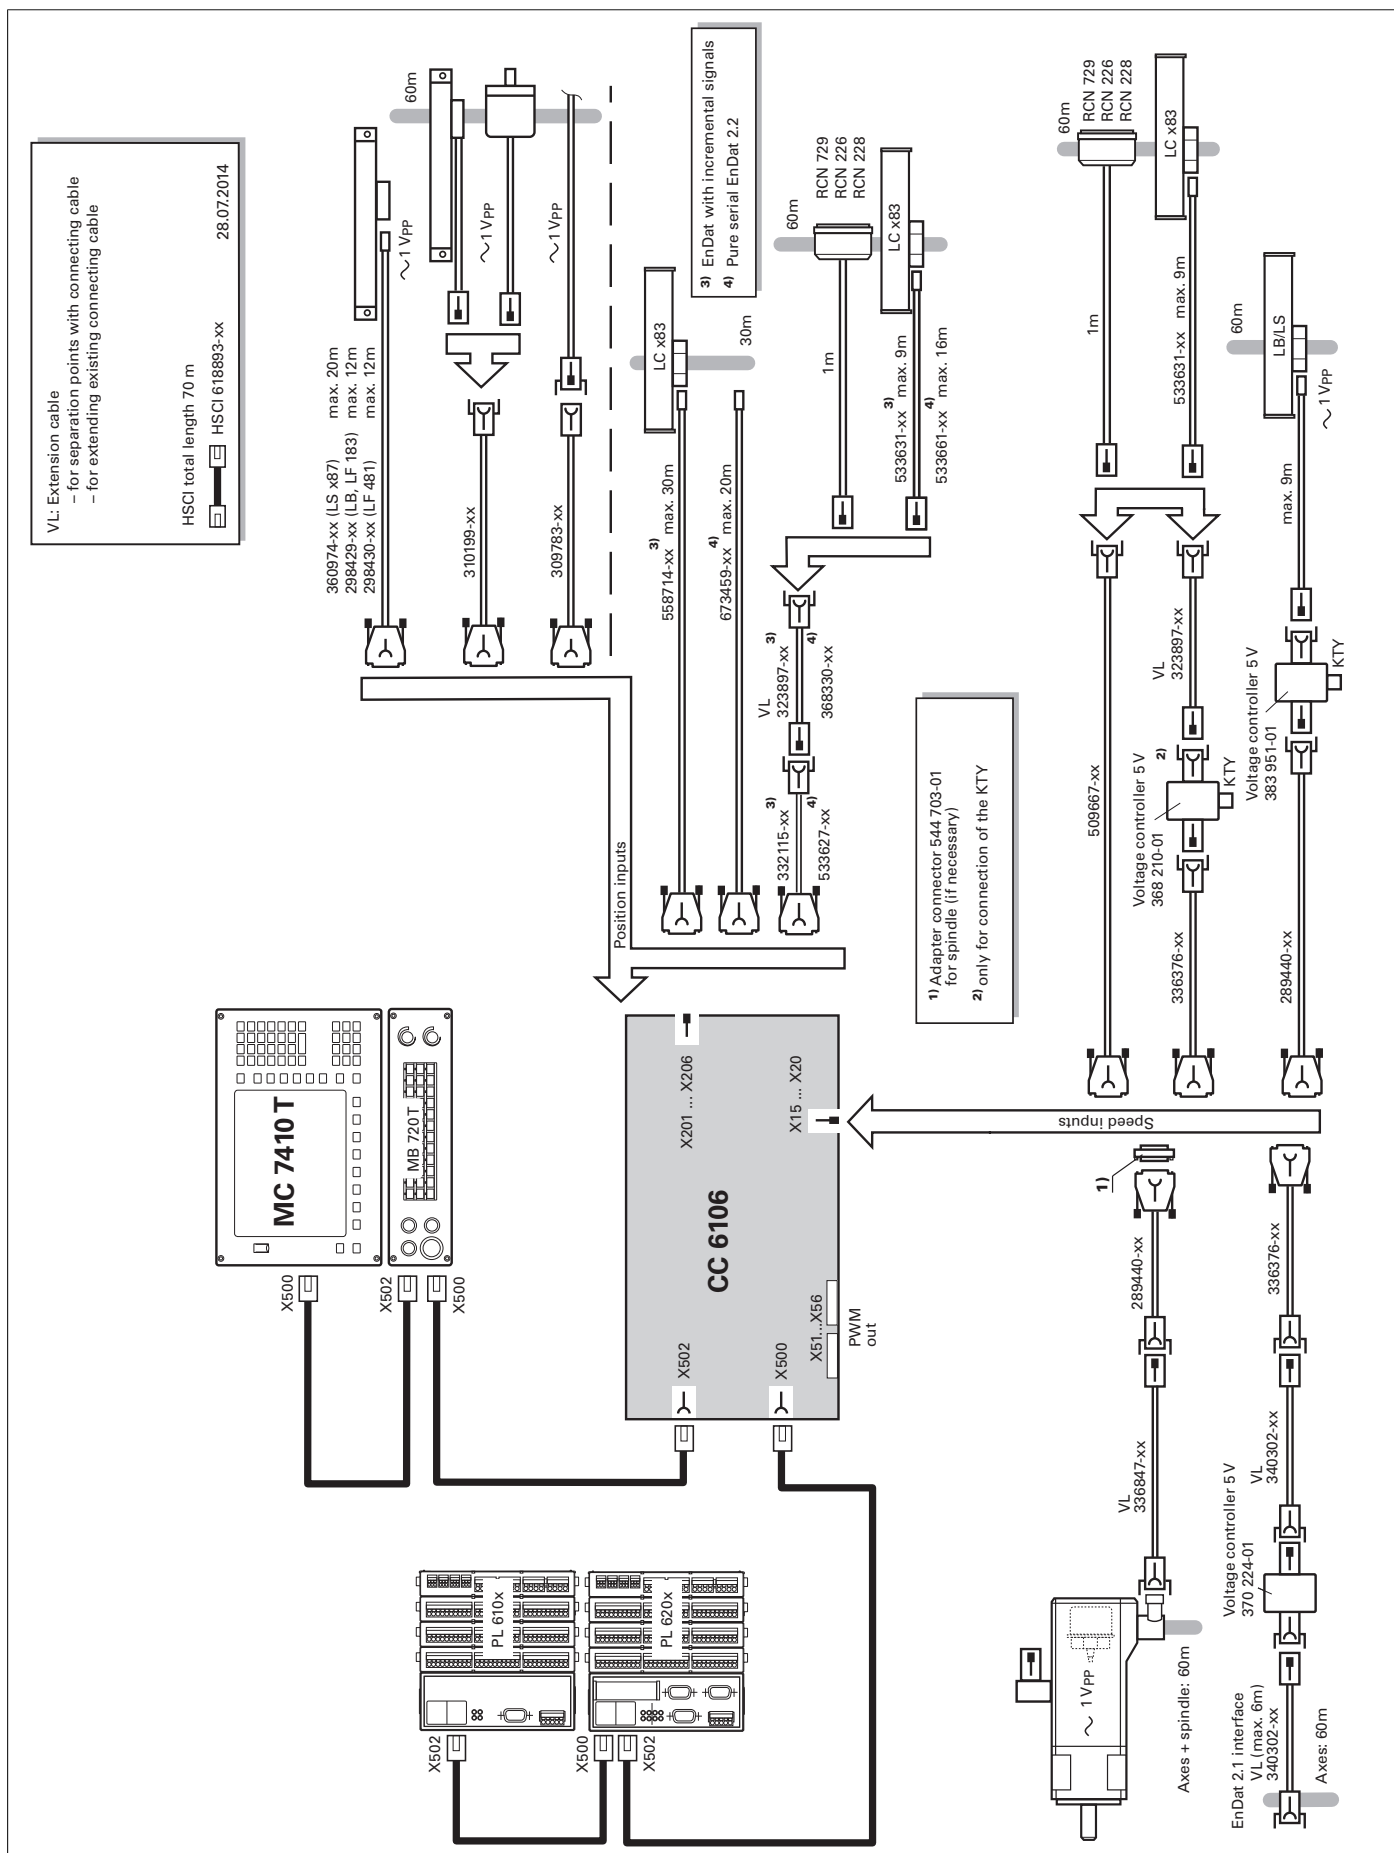 VL: Extension cable
– for separation points with connecting cable
– for extending existing connecting cable
HSCI total length 70 m
HSCI 618893-xx
28.07.2014
360974-xx (LS x87) max. 20m
298429-xx (LB, LF 183) max. 12m
298430-xx (LF 481) max. 12m
~ 1 VPP
60m
310199-xx
~ 1 VPP
309783-xx
~ 1 VPP
Position inputs
558714-xx 3) max. 30m
LC x83
673459-xx 4) max. 20m
30m
3) EnDat with incremental signals
4) Pure serial EnDat 2.2
332115-xx 3)
533627-xx 4)
VL
323897-xx 3)
368330-xx 4)
1m
60m
RCN 729
RCN 226
RCN 228
533631-xx 3) max. 9m
533661-xx 4) max. 16m
LC x83
MC 7410 T
MB 720T
X500
X502
X500
CC 6106
X201 ... X206
X15 ... X20
X502
X500
X51...X56
PWM
out
PL 610x
PL 620x
X502
X500
X502
1) Adapter connector 544 703-01
for spindle (if necessary)
2) only for connection of the KTY
Speed inputs
509667-xx
1m
60m
RCN 729
RCN 226
RCN 228
336376-xx
Voltage controller 5 V
368 210-01
2)
KTY
VL
323897-xx
533631-xx max. 9m
LC x83
289440-xx
Voltage controller 5 V
383 951-01
KTY
max. 9m
60m
LB/LS
~ 1 VPP
1)
289440-xx
VL
336847-xx
~ 1 VPP
Axes + spindle: 60m
336376-xx
VL
340302-xx
Voltage controller 5 V
370 224-01
EnDat 2.1 interface
VL (max. 6m)
340302-xx
Axes: 60m